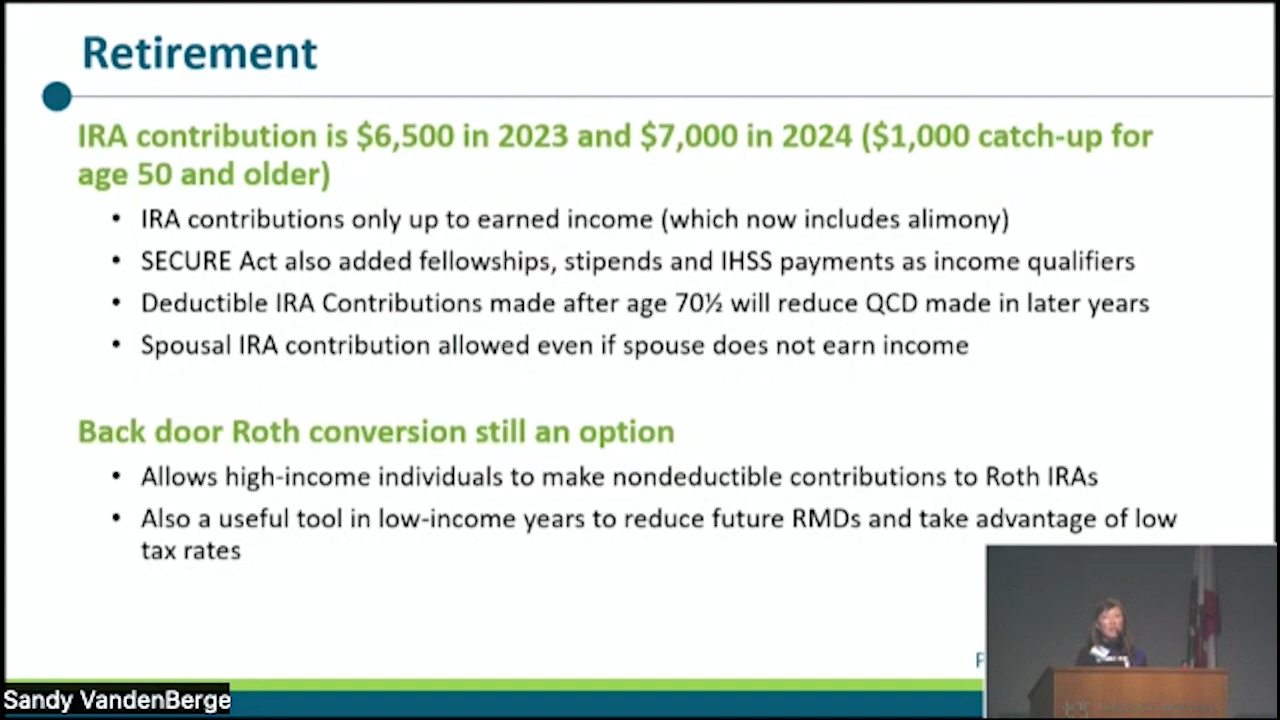 Retirement
IRA contribution is $6,500 in 2023 and $7,000 in 2024 ($1,000 catch-up for
age 50 and older)
• IRA contributions only up to earned income (which now includes alimony)
• SECURE Act also added fellowships, stipends and IHSS payments as income qualifiers
• Deductible IRA Contributions made after age 70½ will reduce QCD made in later years
• Spousal IRA contribution allowed even if spouse does not earn income
Back door Roth conversion still an option
• Allows high-income individuals to make nondeductible contributions to Roth IRAs
• Also a useful tool in low-income years to reduce future RMDs and take advantage of low
tax rates
Sandy VandenBerge